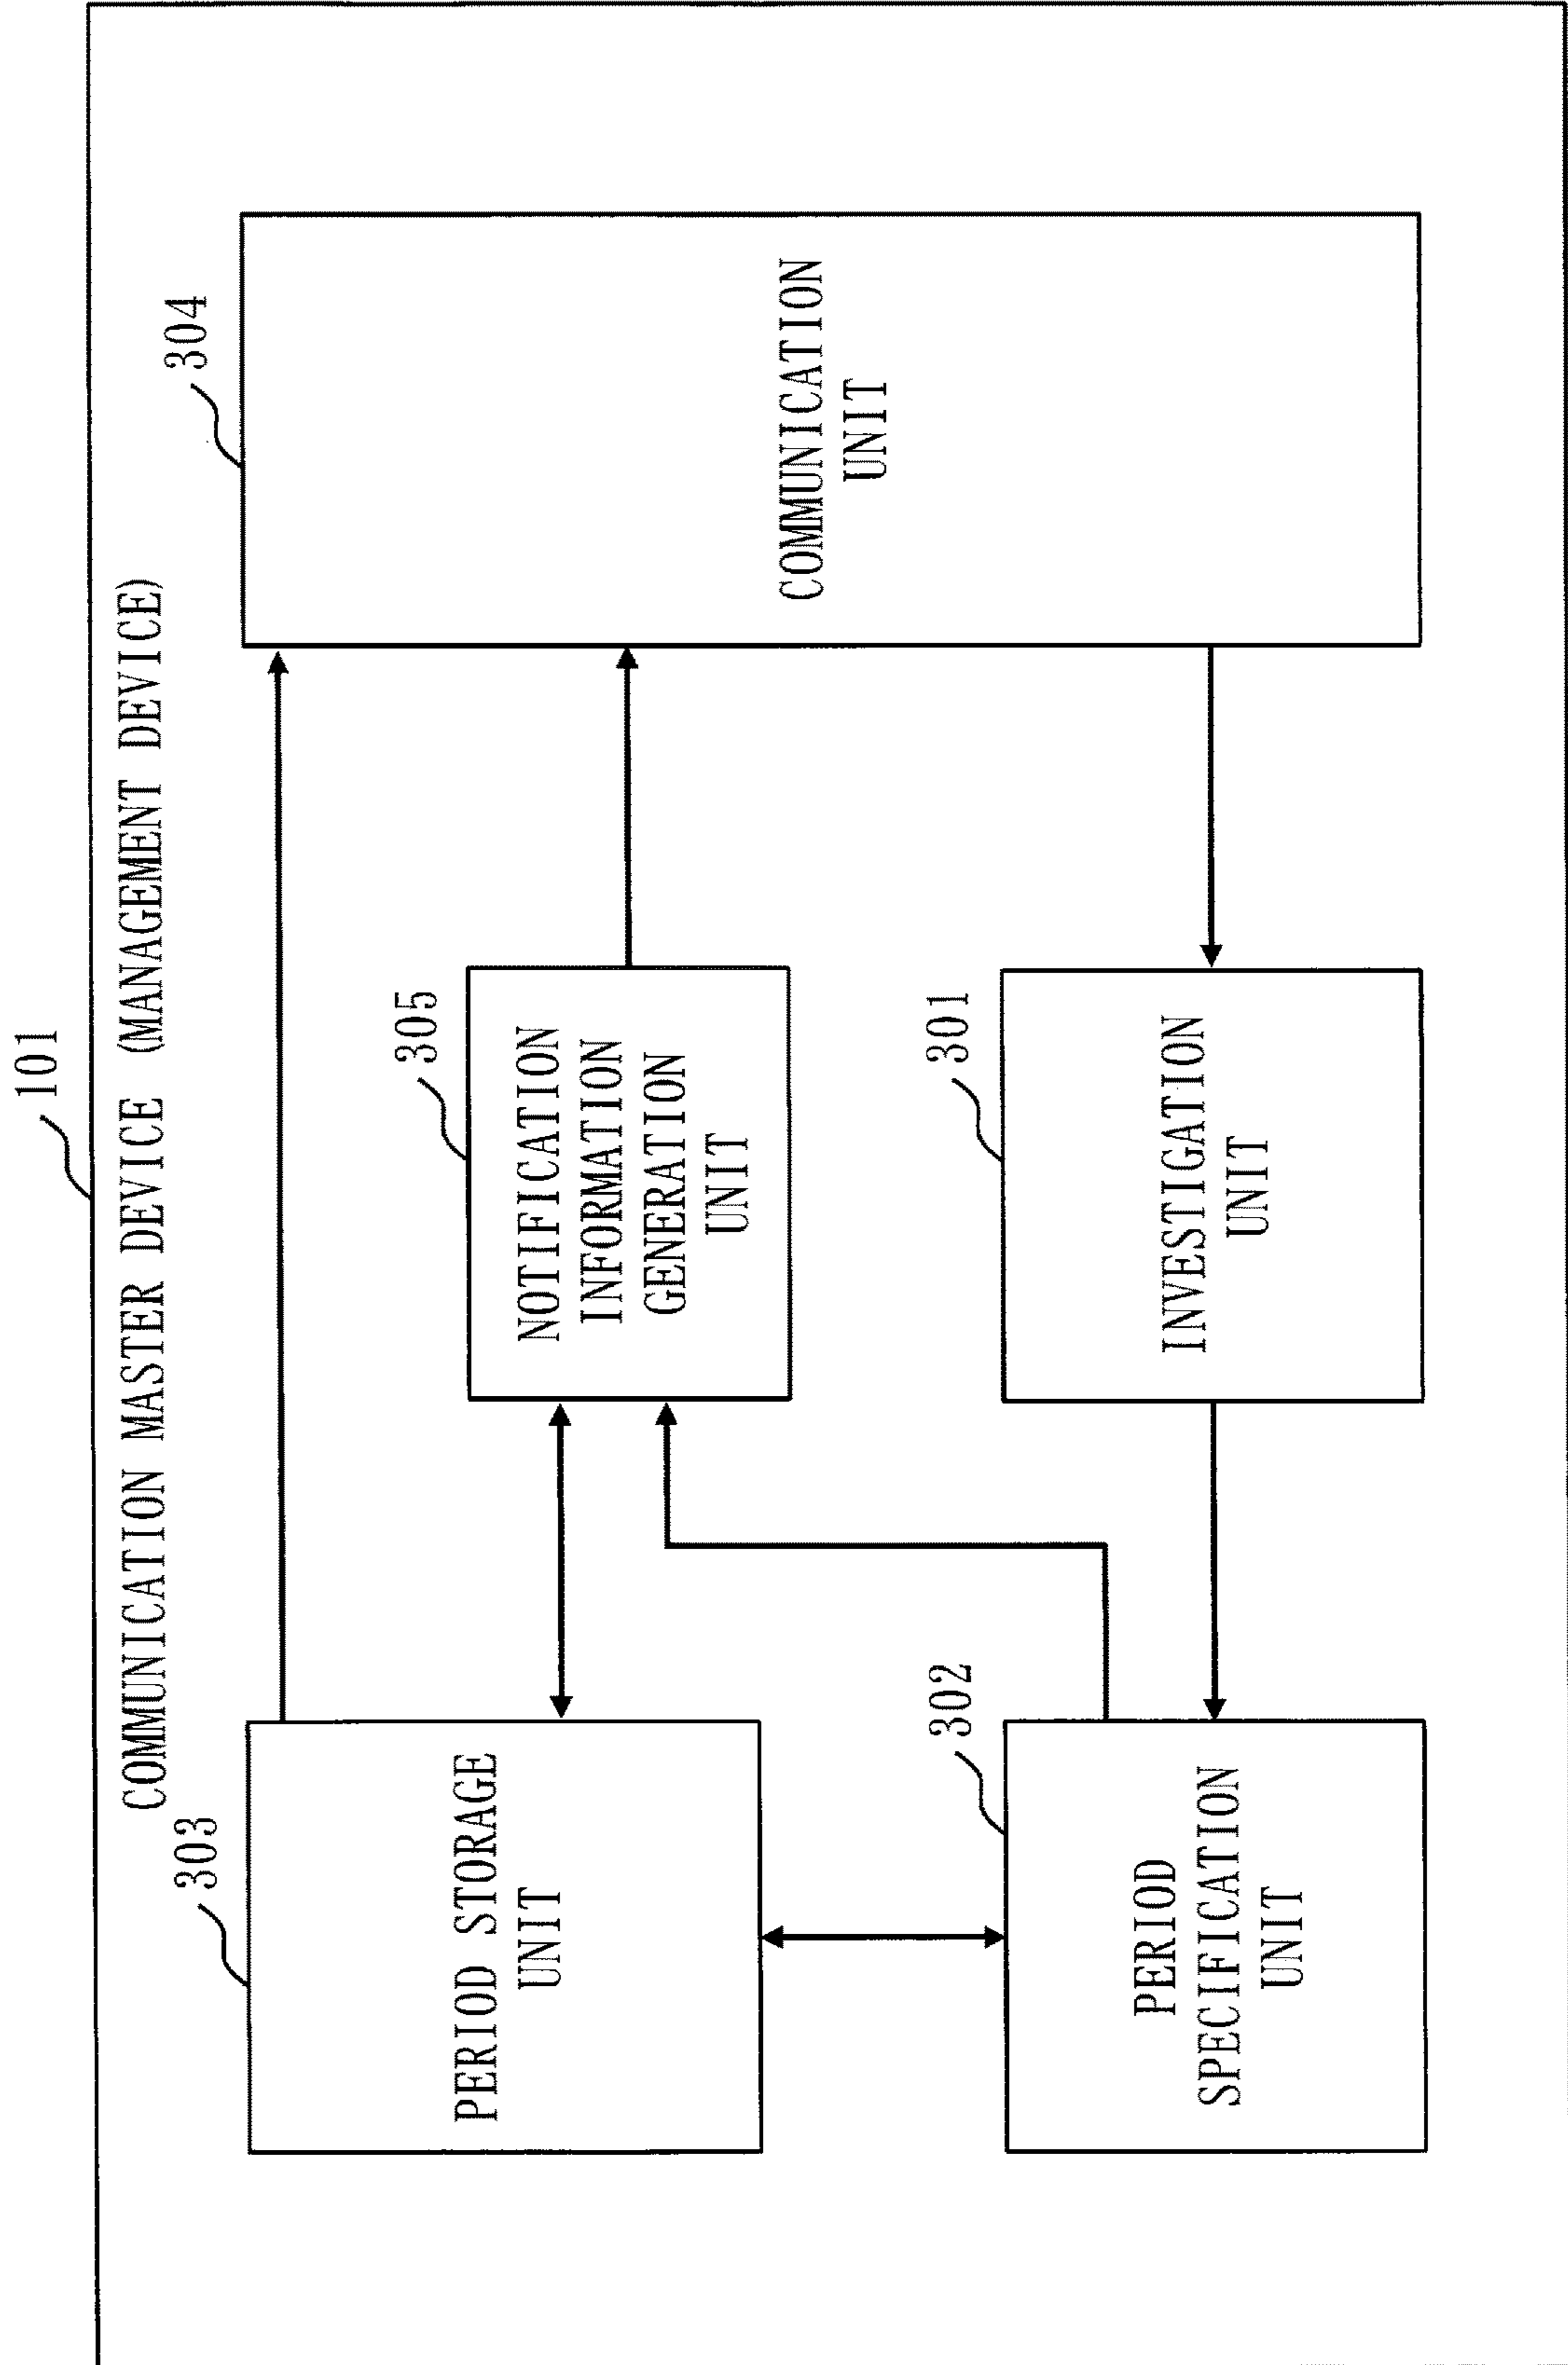 101
COMMUNICATION MASTER DEVICE (MANAGEMENT DEVICE)
303
PERIOD STORAGE
UNIT
305
NOTIFICATION
INFORMATION
GENERATION
UNIT
304
COMMUNICATION
UNIT
302
PERIOD
SPECIFICATION
UNIT
301
INVESTIGATION
UNIT